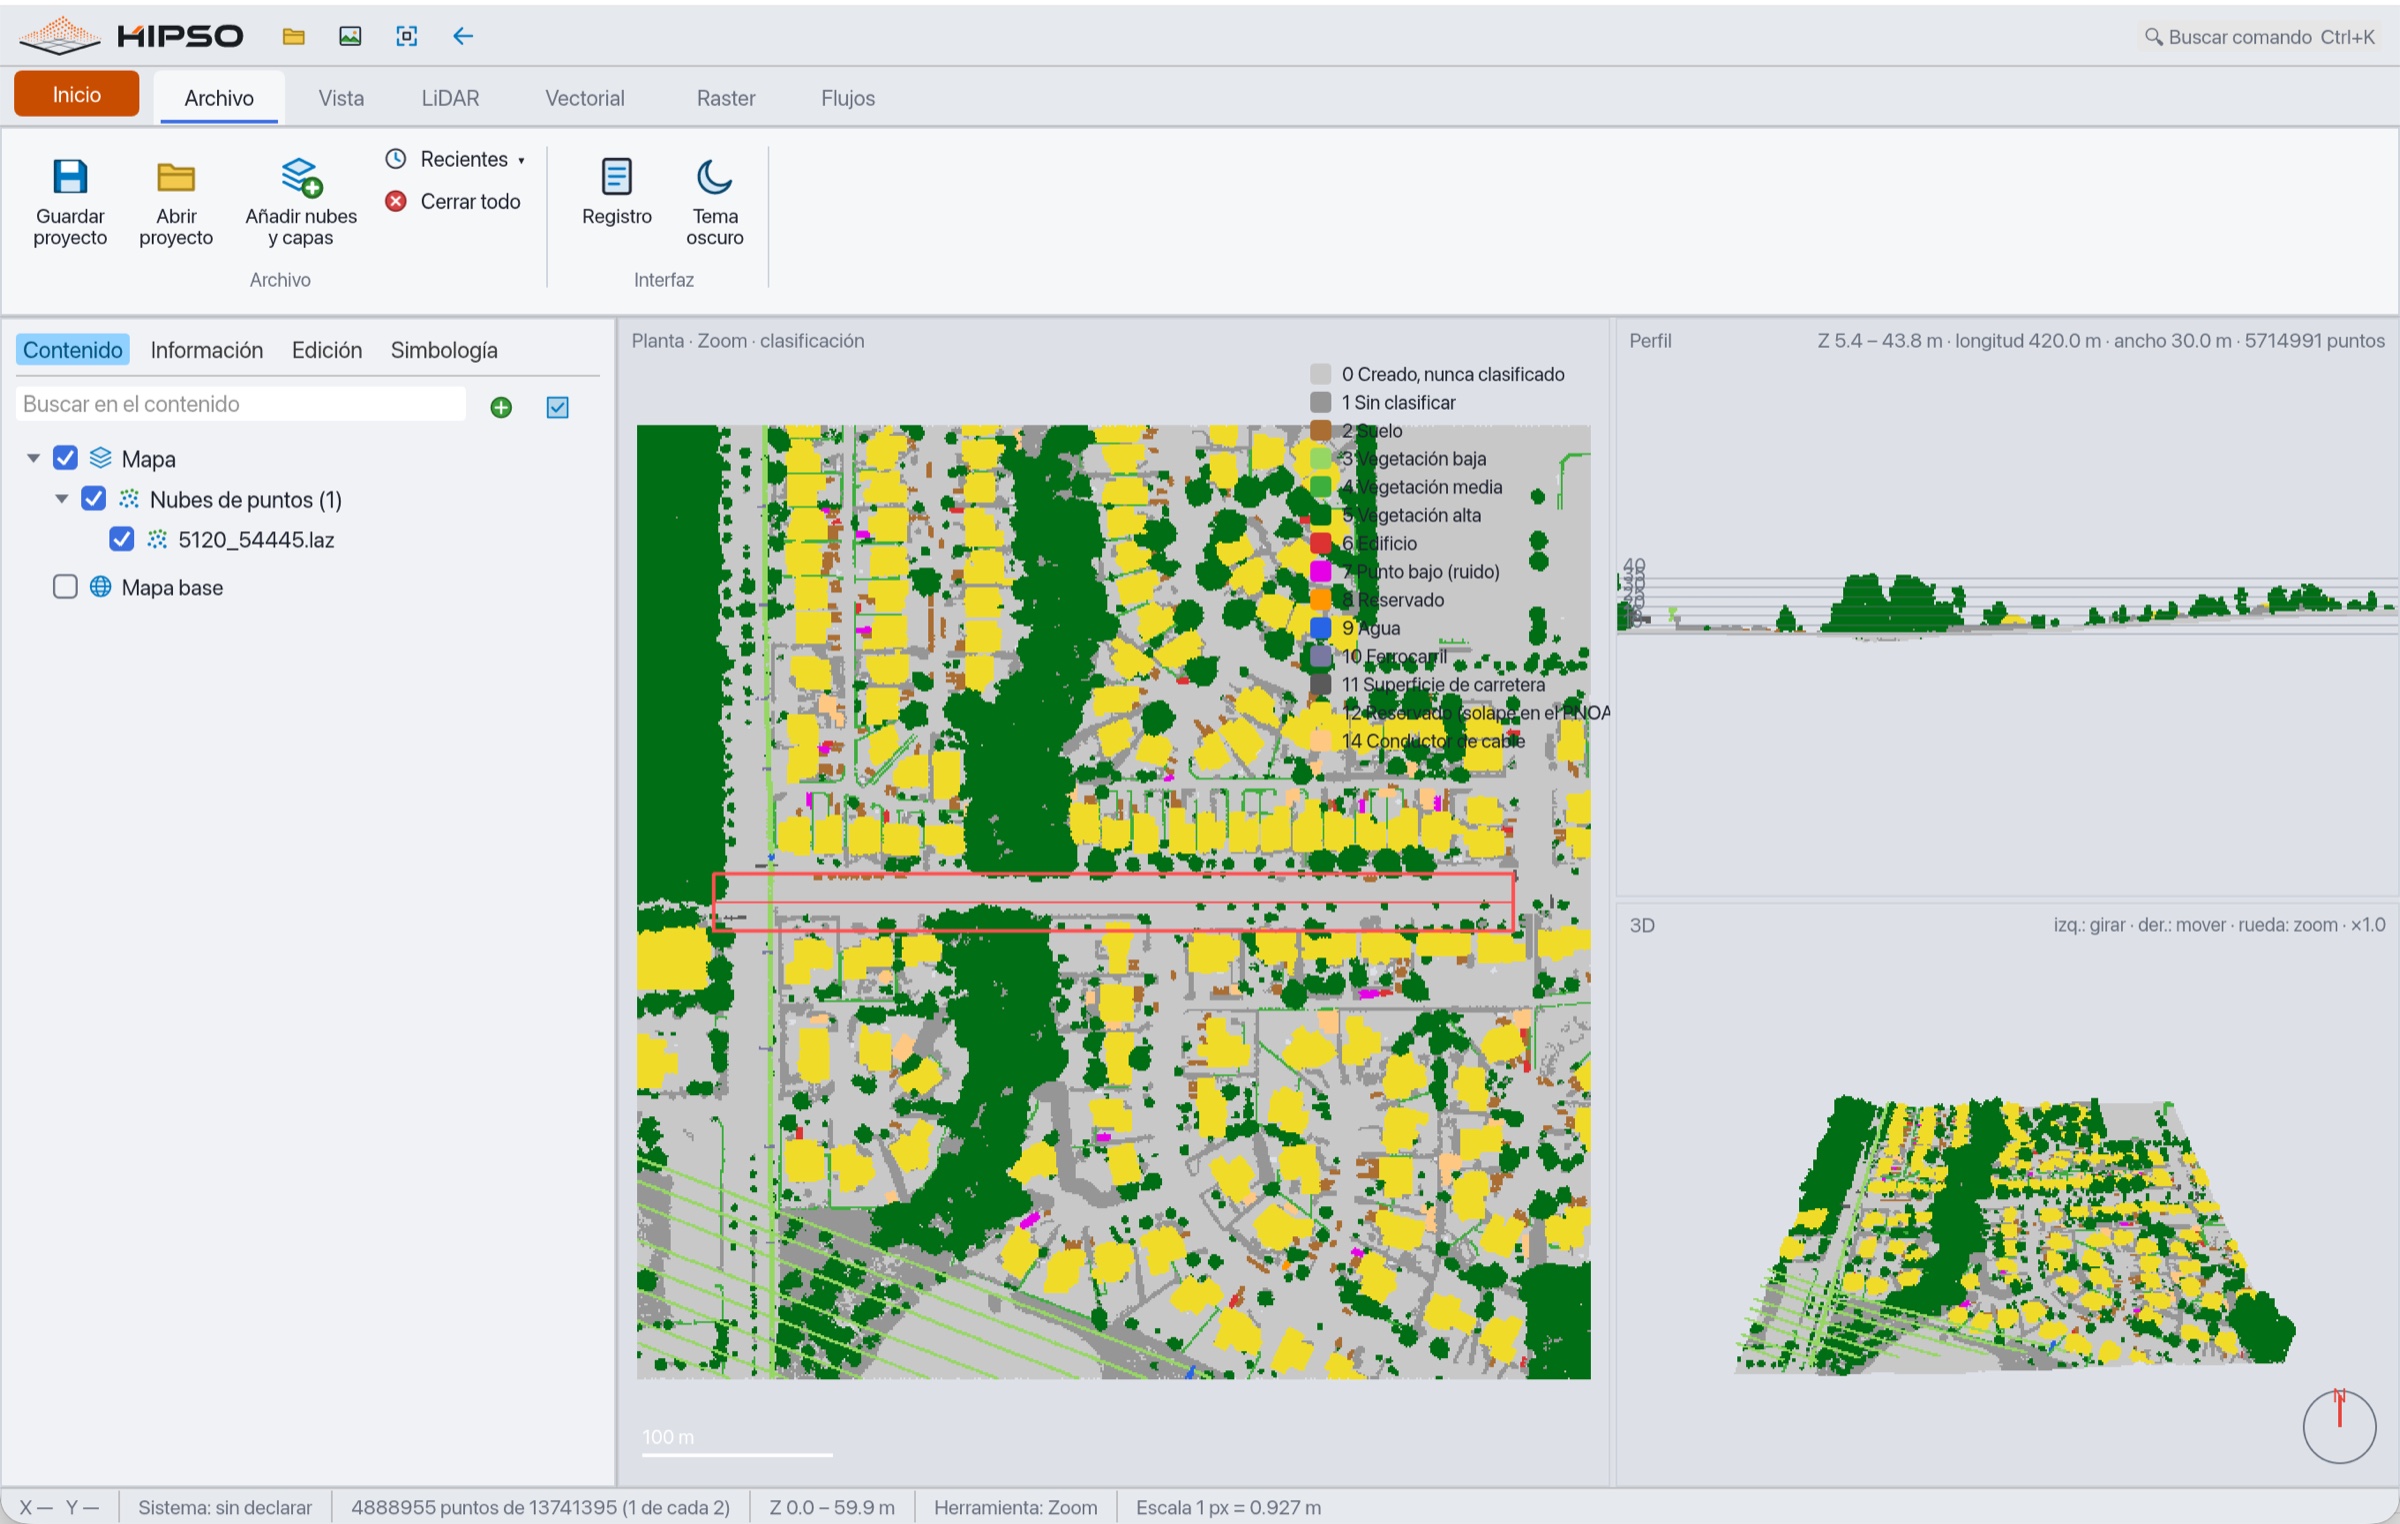 HIPSO
Buscar comando Ctrl+K
Inicio
Archivo
Vista
LiDAR
Vectorial
Raster
Flujos
Guardar
proyecto
Abrir
proyecto
Añadir nubes
y capas
Recientes
Cerrar todo
Archivo
Registro
Tema
oscuro
Interfaz
Contenido
Información
Edición
Simbología
Buscar en el contenido
Mapa
Nubes de puntos (1)
5120_54445.laz
Mapa base
Planta · Zoom · clasificación
0 Creado, nunca clasificado
1 Sin clasificar
2 Suelo
3 Vegetación baja
4 Vegetación media
5 Vegetación alta
6 Edificio
7 Punto bajo (ruido)
8 Reservado
9 Agua
10 Ferrocarril
11 Superficie de carretera
12 Reservado (solape en el PNOA
14 Conductor de cable
100 m
Perfil
Z 5.4 – 43.8 m · longitud 420.0 m · ancho 30.0 m · 5714991 puntos
40
3D
izq.: girar · der.: mover · rueda: zoom · ×1.0
N
X — Y —
Sistema: sin declarar
4888955 puntos de 13741395 (1 de cada 2)
Z 0.0 – 59.9 m
Herramienta: Zoom
Escala 1 px = 0.927 m